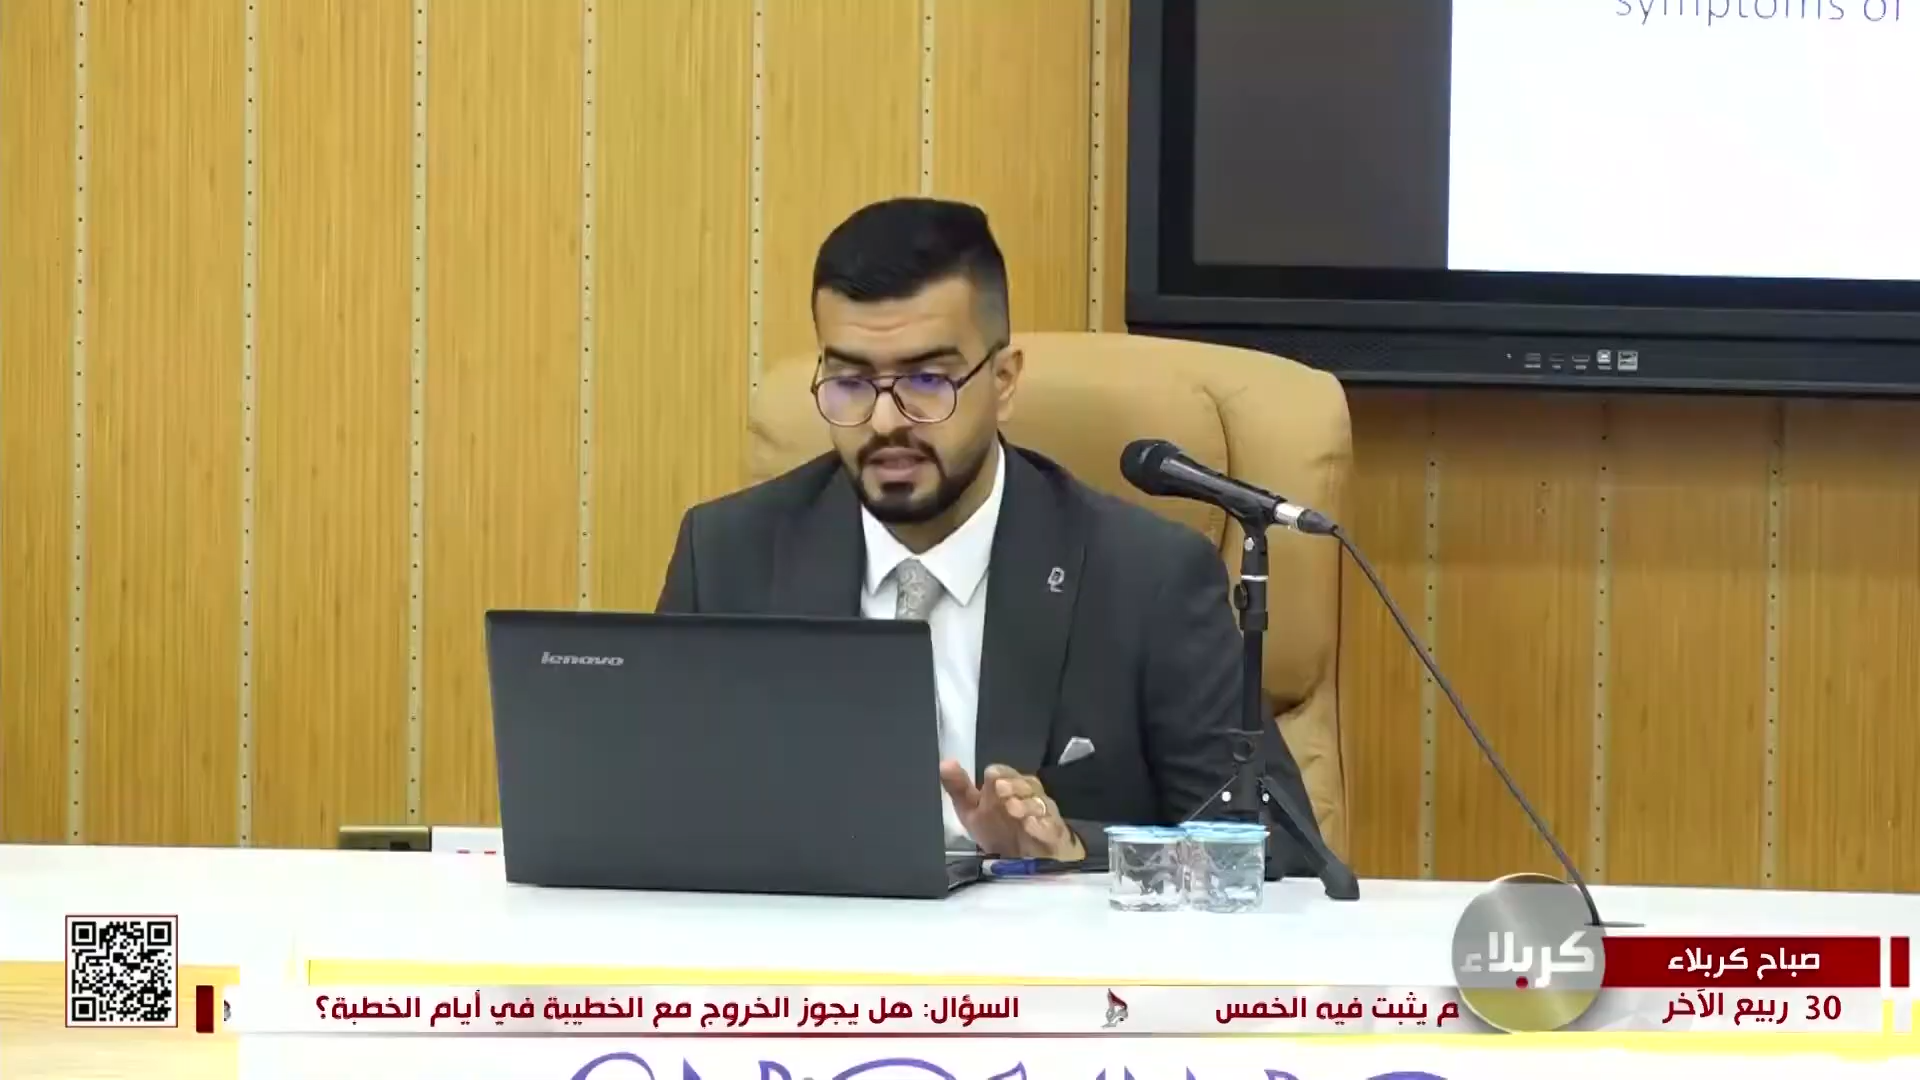 symptoms of
lenovo
كربلاء
صباح كربلاء
30 ربيع الآخر
م يثبت فيه الخمس
السؤال: هل يجوز الخروج مع الخطيبة في أيام الخطبة؟